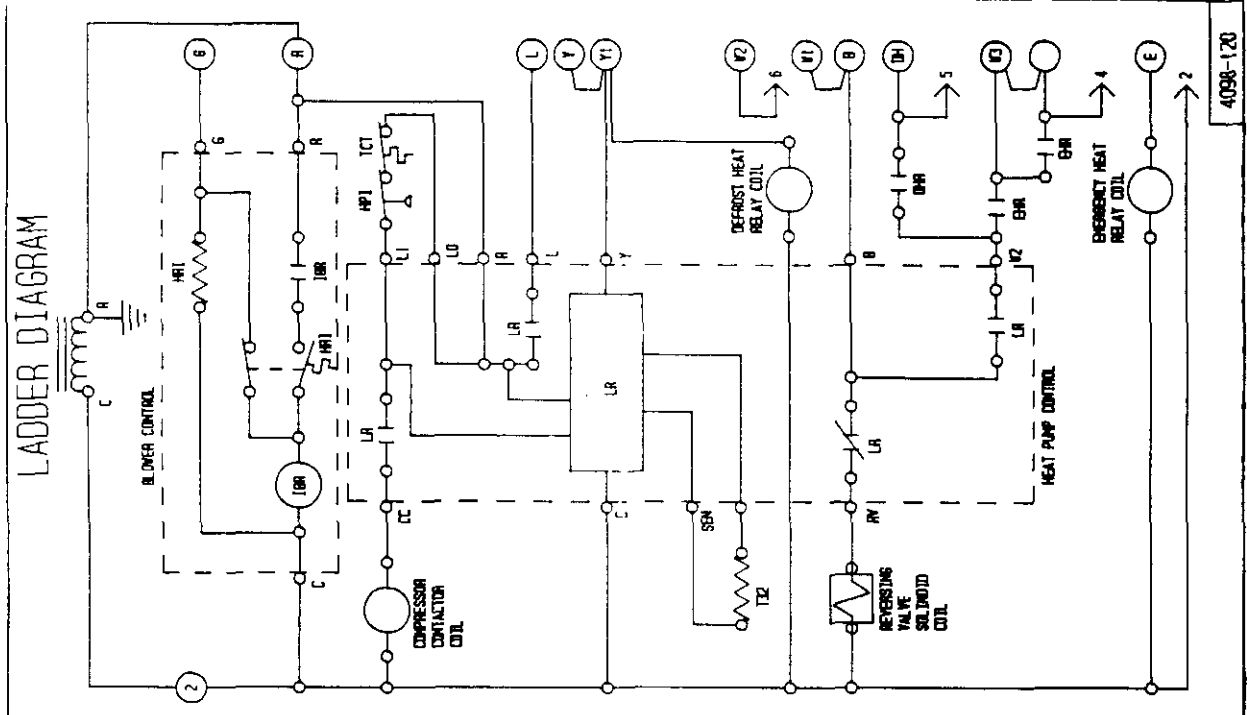 LADDER DIAGRAM
C
R
2
G
R
L
Y
Y1
W2
W1
B
DH
W3
E
6
5
4
2
BLOWER CONTROL
G
R
HR1
IBR
HR1
IBR
C
TCT
HP1
L1
LO
R
L
Y
LR
LR
LR
CC
C
SEN
T32
COMPRESSOR
CONTACTOR
COIL
DEFROST HEAT
RELAY COIL
DHR
EHR
EHR
B
W2
LR
LR
RV
HEAT PUMP CONTROL
REVERSING
VALVE
SOLINOID
COIL
EMERGENCY HEAT
RELAY COIL
4098-120